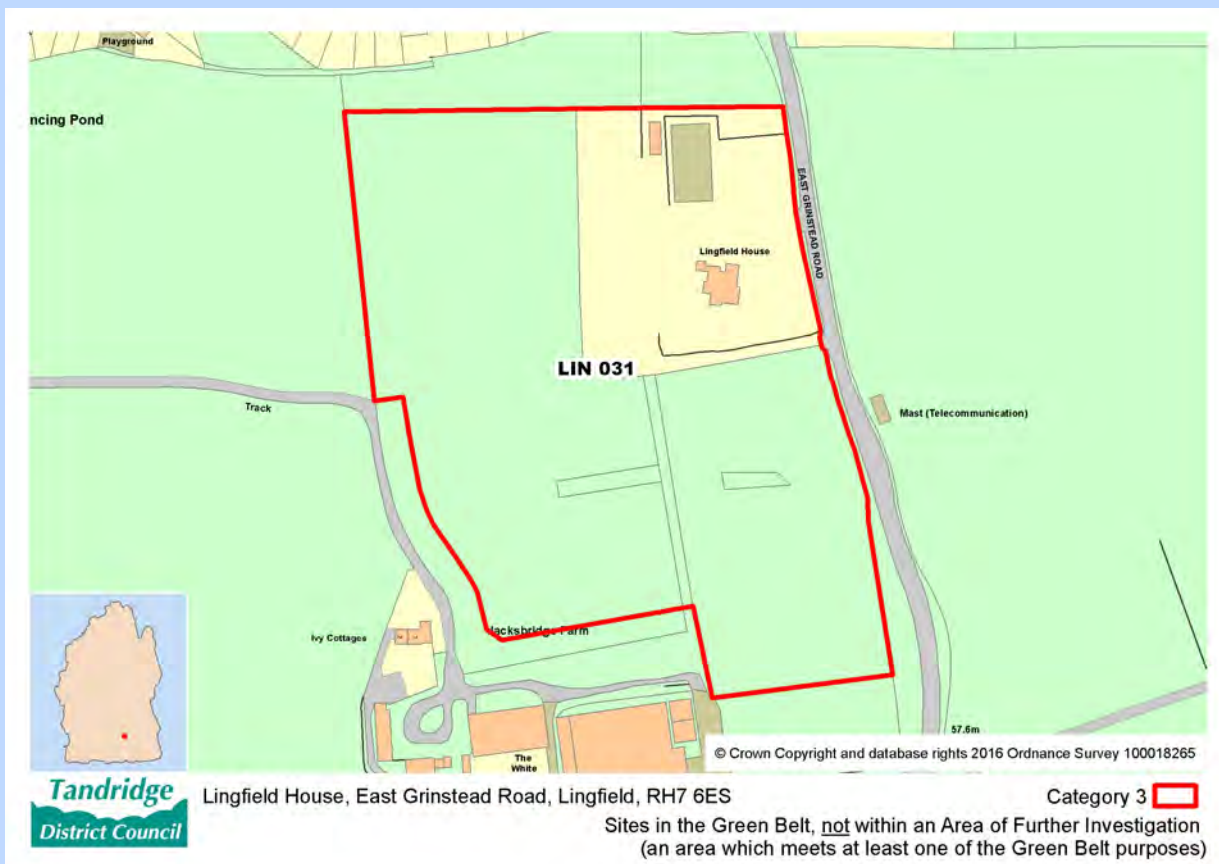 Playground
ncing Pond
EAST GRINSTEAD ROAD
Lingfield House
LIN 031
Track
Mast (Telecommunication)
Ivy Cottages
The
White
57.6m
© Crown Copyright and database rights 2016 Ordnance Survey 100018265
Tandridge
District Council
Lingfield House, East Grinstead Road, Lingfield, RH7 6ES
Category 3
Sites in the Green Belt, not within an Area of Further Investigation
(an area which meets at least one of the Green Belt purposes)